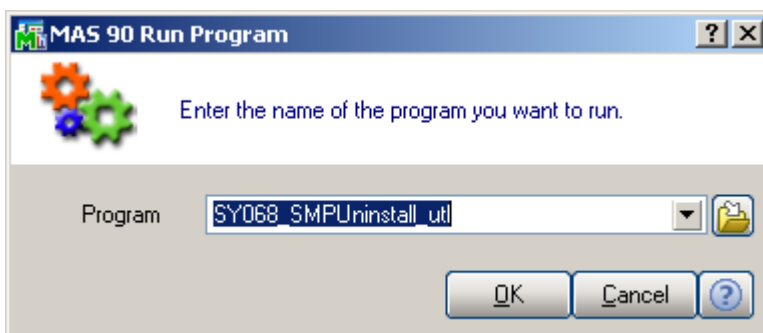 MAS 90 Run Program
Enter the name of the program you want to run.
Program SY068_SMPUninstall_utl
OK Cancel